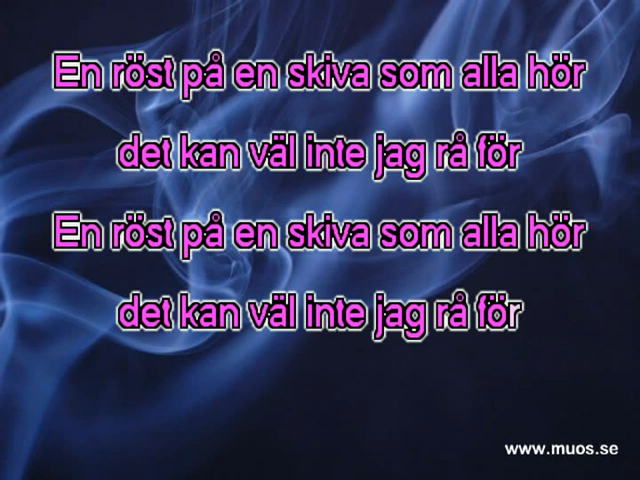 En röst på en skiva som alla hör
det kan väl inte jag rå för
En röst på en skiva som alla hör
det kan väl inte jag rå för
www.muos.se